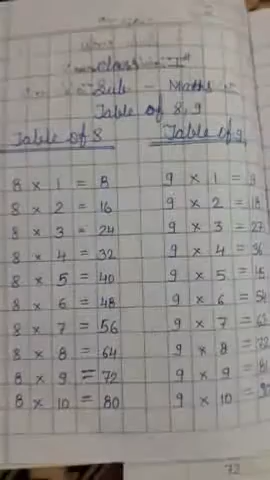 class - 1st
Sub - Maths
Table of 8, 9
Table of 8 Table of 9
8 x 1 = 8 9 x 1 = 9
8 x 2 = 16 9 x 2 = 18
8 x 3 = 24 9 x 3 = 27
8 x 4 = 32 9 x 4 = 36
8 x 5 = 40 9 x 5 = 45
8 x 6 = 48 9 x 6 = 54
8 x 7 = 56 9 x 7 = 63
8 x 8 = 64 9 x 8 = 72
8 x 9 = 72 9 x 9 = 81
8 x 10 = 80 9 x 10 = 90